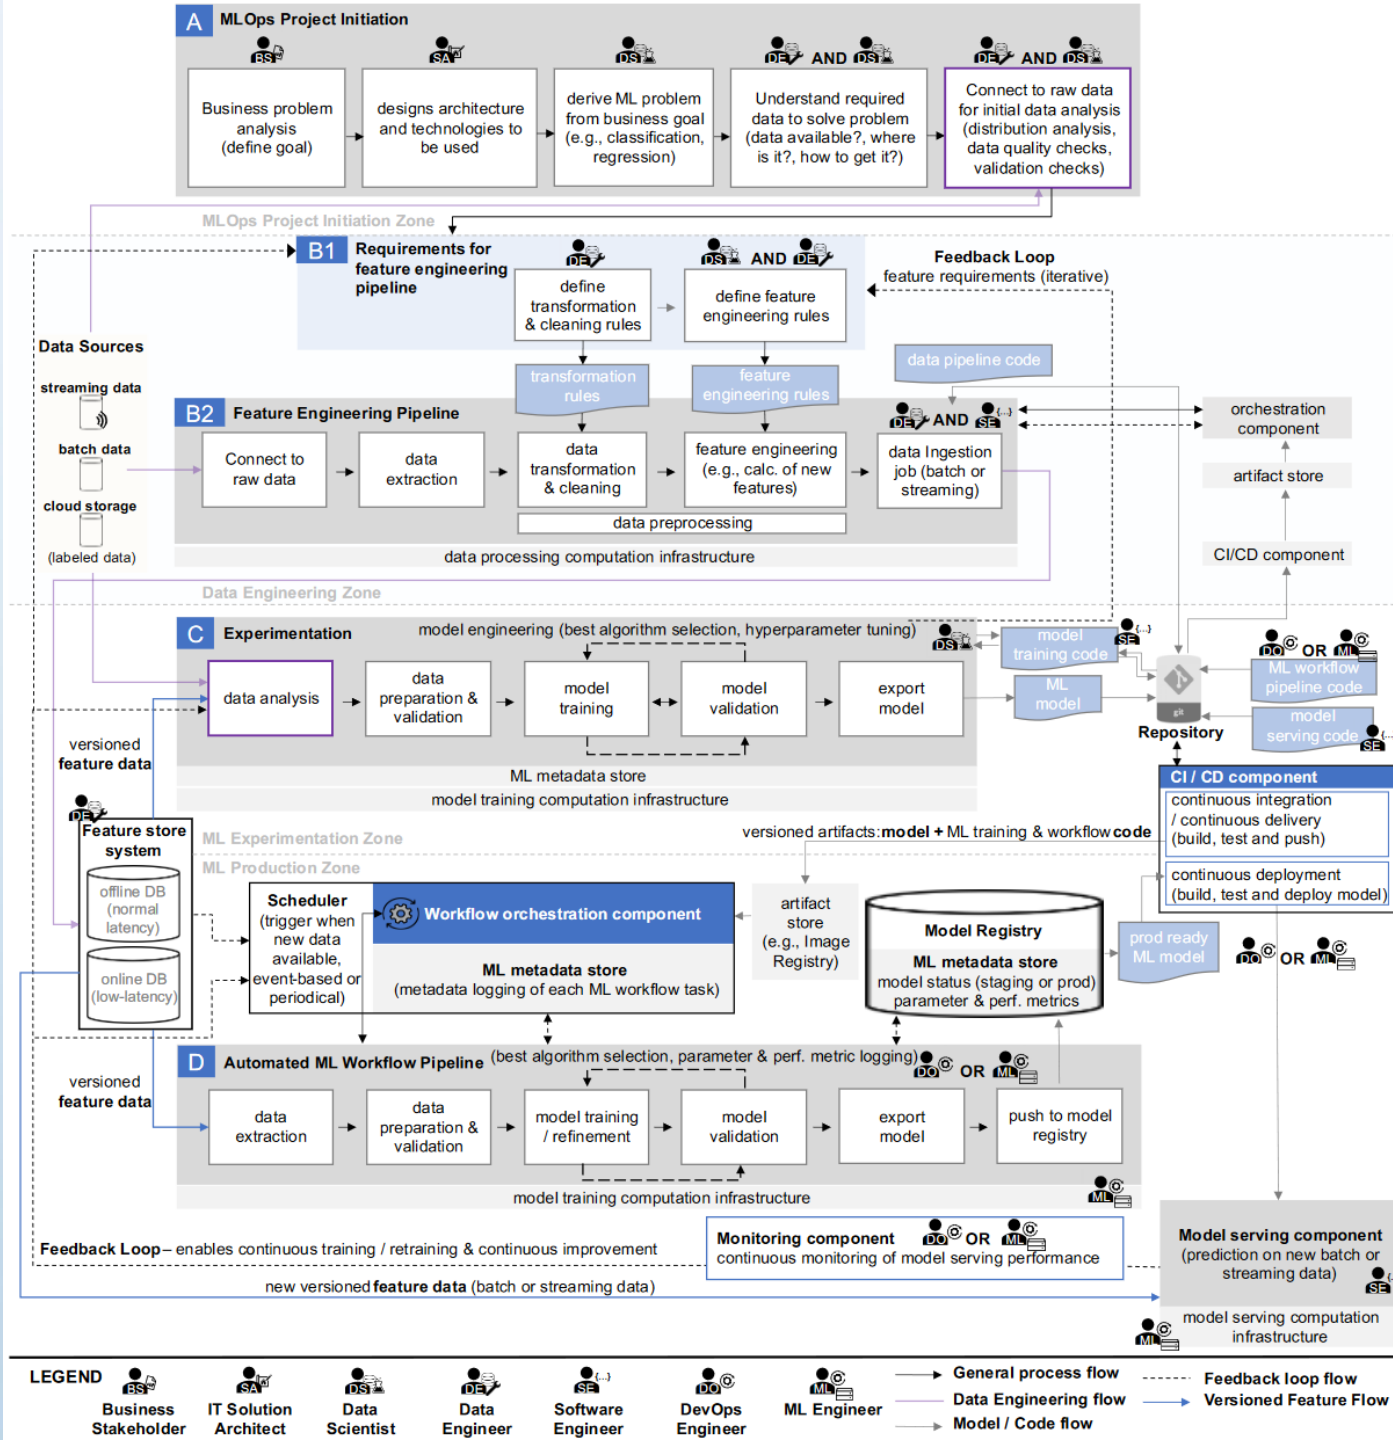 A MLOps Project Initiation
BS
SA
DS
DE AND DS
DE AND DS
Business problem
analysis
(define goal)
designs architecture
and technologies to
be used
derive ML problem
from business goal
(e.g., classification,
regression)
Understand required
data to solve problem
(data available?, where
is it?, how to get it?)
Connect to raw data
for initial data analysis
(distribution analysis,
data quality checks,
validation checks)
MLOps Project Initiation Zone
B1 Requirements for
feature engineering
pipeline
DE
DS AND DE
define
transformation
& cleaning rules
define feature
engineering rules
Feedback Loop
feature requirements (iterative)
Data Sources
streaming data
batch data
cloud storage
(labeled data)
transformation
rules
feature
engineering rules
data pipeline code
B2 Feature Engineering Pipeline
DE AND SE {...}
Connect to
raw data
data
extraction
data
transformation
& cleaning
feature engineering
(e.g., calc. of new
features)
data Ingestion
job (batch or
streaming)
data preprocessing
data processing computation infrastructure
orchestration
component
artifact store
CI/CD component
Data Engineering Zone
C Experimentation
model engineering (best algorithm selection, hyperparameter tuning)
DS
data analysis
data
preparation &
validation
model
training
model
validation
export
model
ML metadata store
model training computation infrastructure
model
training code
SE {...}
ML
model
git
Repository
DO OR ML
ML workflow
pipeline code
model
serving code
SE {...
versioned
feature data
CI / CD component
continuous integration
/ continuous delivery
(build, test and push)
continuous deployment
(build, test and deploy model)
versioned artifacts: model + ML training & workflow code
ML Experimentation Zone
ML Production Zone
DE
Feature store
system
offline DB
(normal
latency)
online DB
(low-latency)
Scheduler
(trigger when
new data
available,
event-based or
periodical)
Workflow orchestration component
ML metadata store
(metadata logging of each ML workflow task)
artifact
store
(e.g., Image
Registry)
Model Registry
ML metadata store
model status (staging or prod)
parameter & perf. metrics
prod ready
ML model
DO OR ML
versioned
feature data
D Automated ML Workflow Pipeline
(best algorithm selection, parameter & perf. metric logging)
DO OR ML
data
extraction
data
preparation &
validation
model training
/ refinement
model
validation
export
model
push to model
registry
model training computation infrastructure
ML
Feedback Loop – enables continuous training / retraining & continuous improvement
Monitoring component
DO OR ML
continuous monitoring of model serving performance
new versioned feature data (batch or streaming data)
Model serving component
(prediction on new batch or
streaming data)
SE {...
model serving computation
infrastructure
ML
LEGEND
BS
Business
Stakeholder
SA
IT Solution
Architect
DS
Data
Scientist
DE
Data
Engineer
SE {...}
Software
Engineer
DO
DevOps
Engineer
ML
ML Engineer
General process flow
Data Engineering flow
Model / Code flow
Feedback loop flow
Versioned Feature Flow